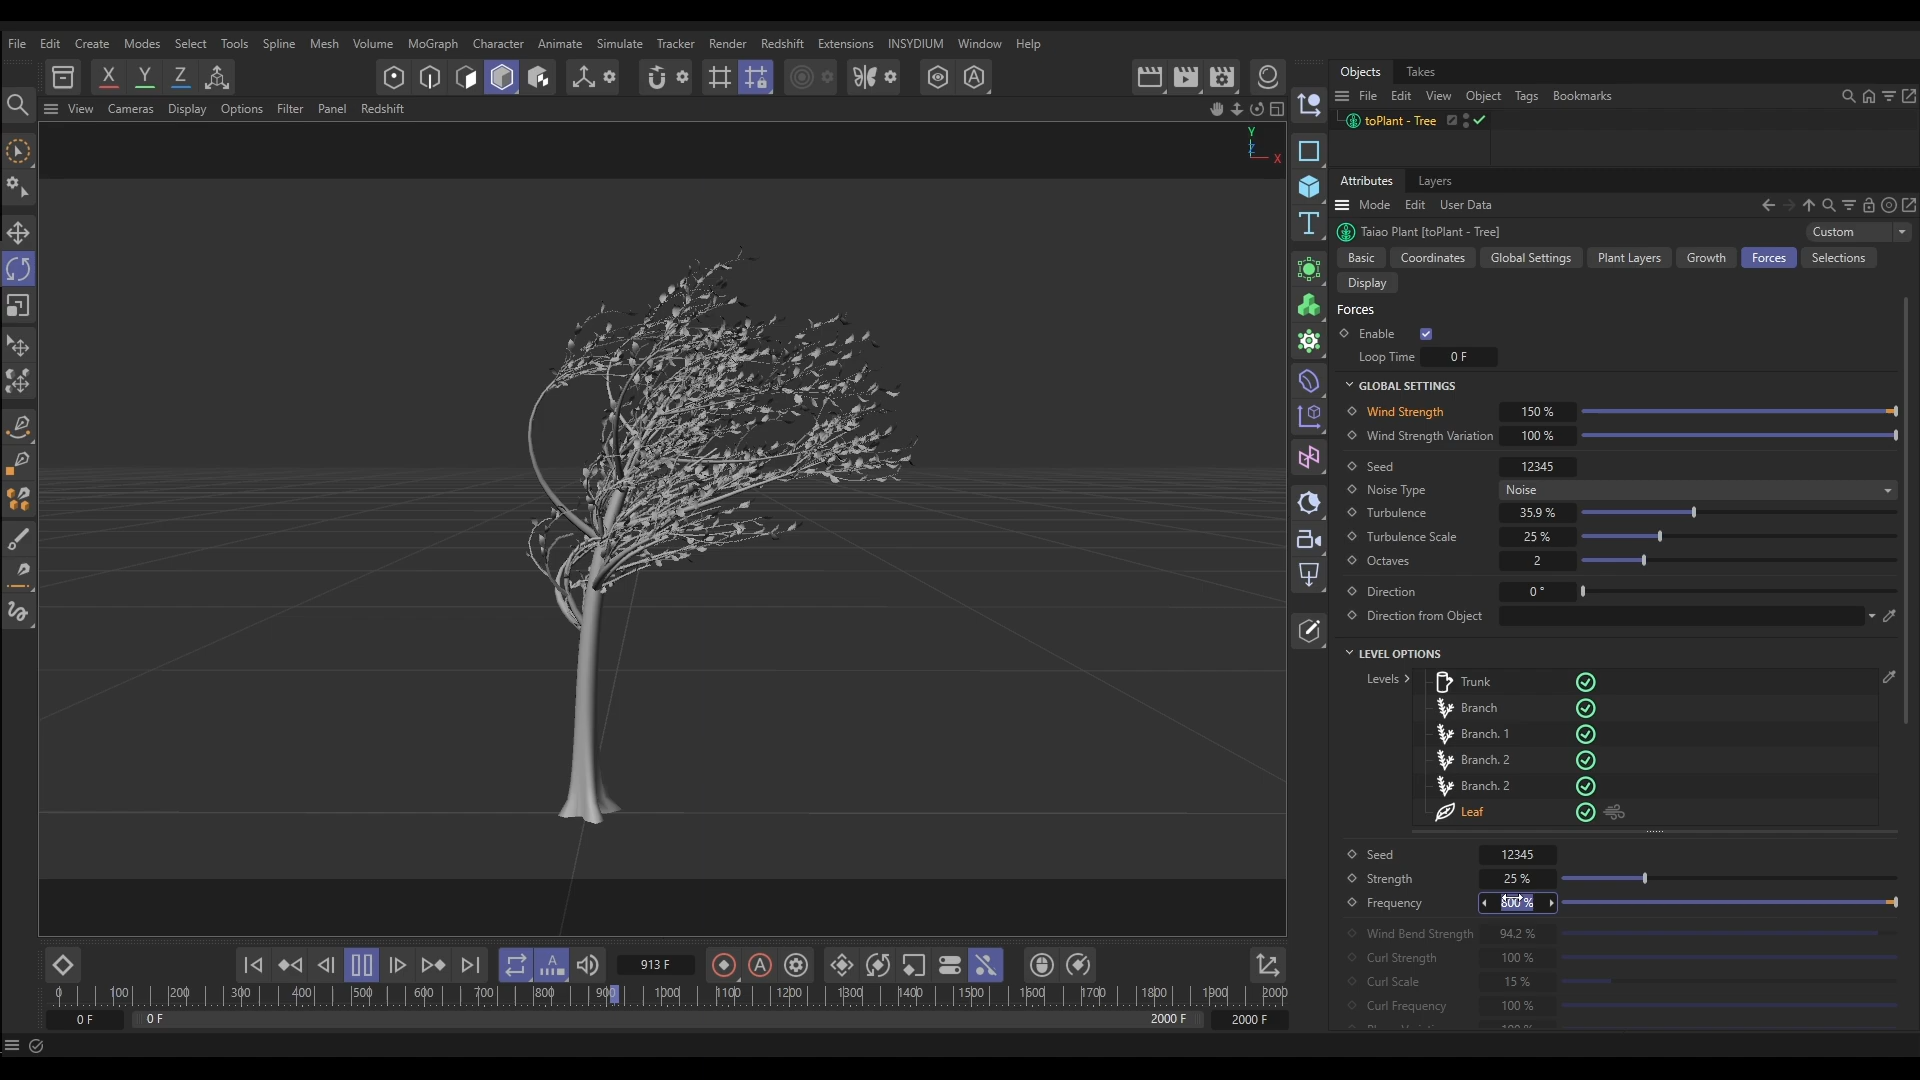 File Edit Create Modes Select Tools Spline Mesh Volume MoGraph Character Animate Simulate Tracker Render Redshift Extensions INSYDIUM Window Help
X Y Z
View Cameras Display Options Filter Panel Redshift
Y
Z
X
Objects Takes
File Edit View Object Tags Bookmarks
toPlant - Tree
Attributes Layers
Mode Edit User Data
Taiao Plant [toPlant - Tree] Custom
Basic Coordinates Global Settings Plant Layers Growth Forces Selections
Display
Forces
Enable
Loop Time 0 F
GLOBAL SETTINGS
Wind Strength 150 %
Wind Strength Variation 100 %
Seed 12345
Noise Type Noise
Turbulence 35.9 %
Turbulence Scale 25 %
Octaves 2
Direction 0 °
Direction from Object
LEVEL OPTIONS
Levels
Trunk
Branch
Branch. 1
Branch. 2
Branch. 2
Leaf
Seed 12345
Strength 25 %
Frequency
Wind Bend Strength 94.2 %
Curl Strength 100 %
Curl Scale 15 %
Curl Frequency 100 %
913 F
0 100 200 300 400 500 600 700 800 900 1000 1100 1200 1300 1400 1500 1600 1700 1800 1900 2000
0 F 0 F 2000 F 2000 F